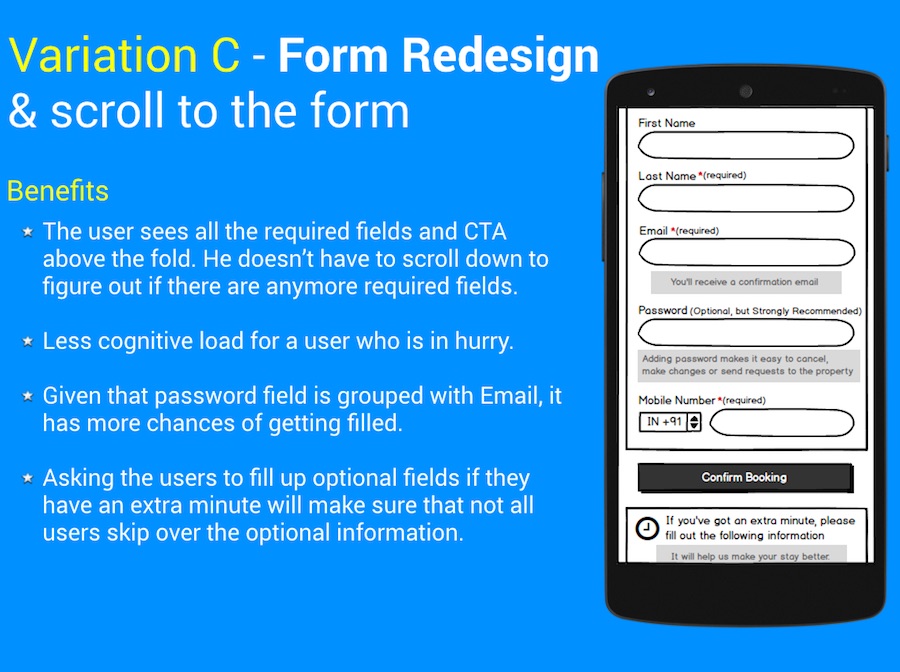 Variation C - Form Redesign
& scroll to the form
Benefits
The user sees all the required fields and CTA
above the fold. He doesn’t have to scroll down to
figure out if there are anymore required fields.
Less cognitive load for a user who is in hurry.
Given that password field is grouped with Email, it
has more chances of getting filled.
Asking the users to fill up optional fields if they
have an extra minute will make sure that not all
users skip over the optional information.
First Name
Last Name *(required)
Email *(required)
You'll receive a confirmation email
Password (Optional, but Strongly Recommended)
Adding password makes it easy to cancel,
make changes or send requests to the property
Mobile Number *(required)
IN +91
Confirm Booking
If you've got an extra minute, please
fill out the following information
It will help us make your stay better.